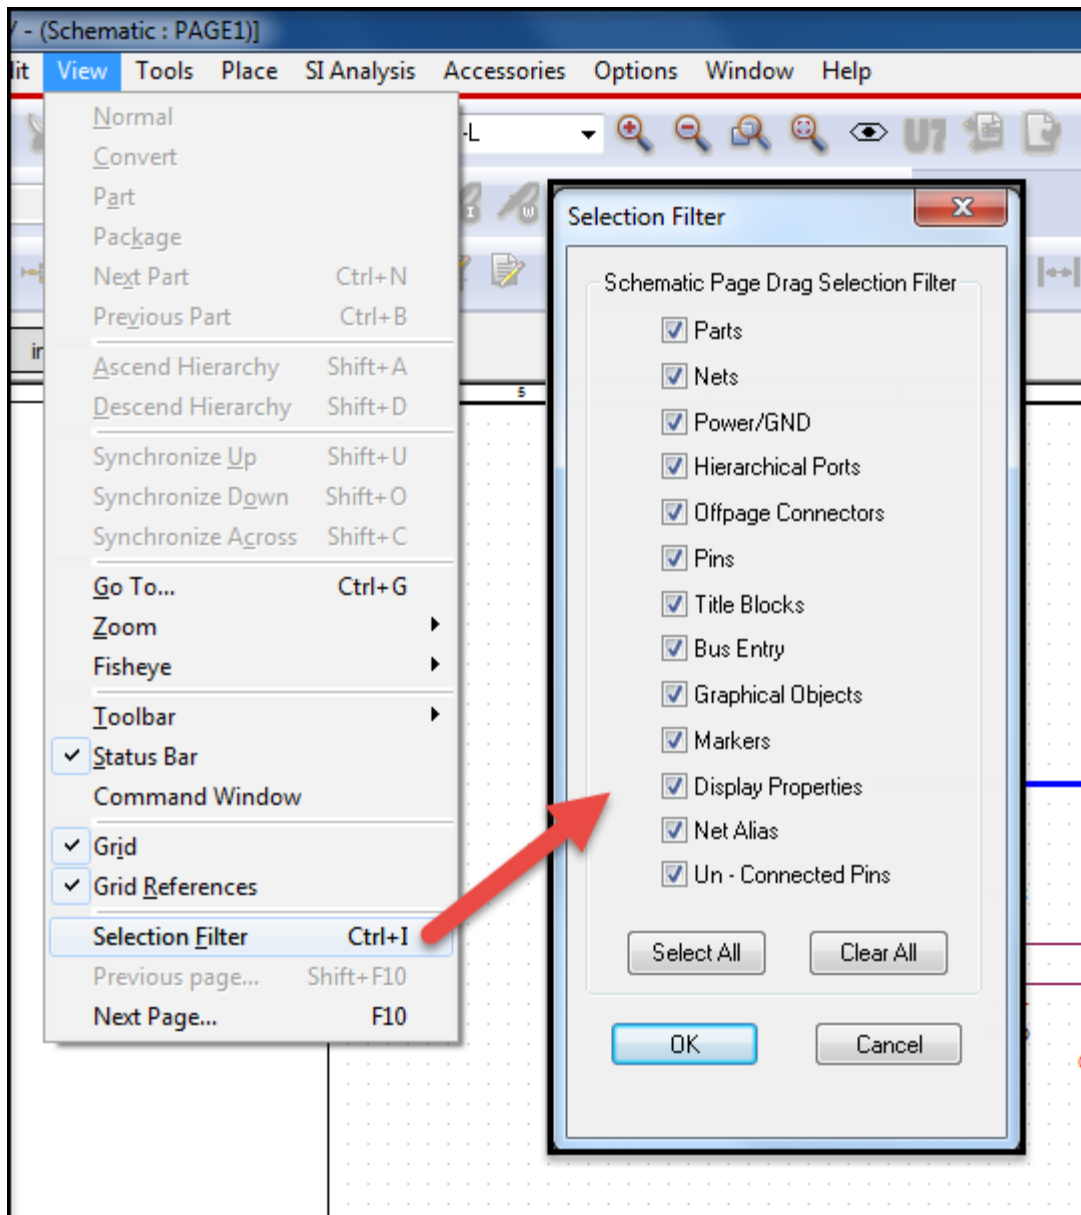 / - (Schematic : PAGE1)]
dit View Tools Place SI Analysis Accessories Options Window Help
Normal
Convert
Part
Package
Next Part Ctrl+N
Previous Part Ctrl+B
Ascend Hierarchy Shift+A
Descend Hierarchy Shift+D
Synchronize Up Shift+U
Synchronize Down Shift+O
Synchronize Across Shift+C
Go To... Ctrl+G
Zoom
Fisheye
Toolbar
Status Bar
Command Window
Grid
Grid References
Selection Filter Ctrl+I
Previous page... Shift+F10
Next Page... F10
-L
U?
I
W
in
5
Selection Filter
Schematic Page Drag Selection Filter
Parts
Nets
Power/GND
Hierarchical Ports
Offpage Connectors
Pins
Title Blocks
Bus Entry
Graphical Objects
Markers
Display Properties
Net Alias
Un - Connected Pins
Select All Clear All
OK Cancel